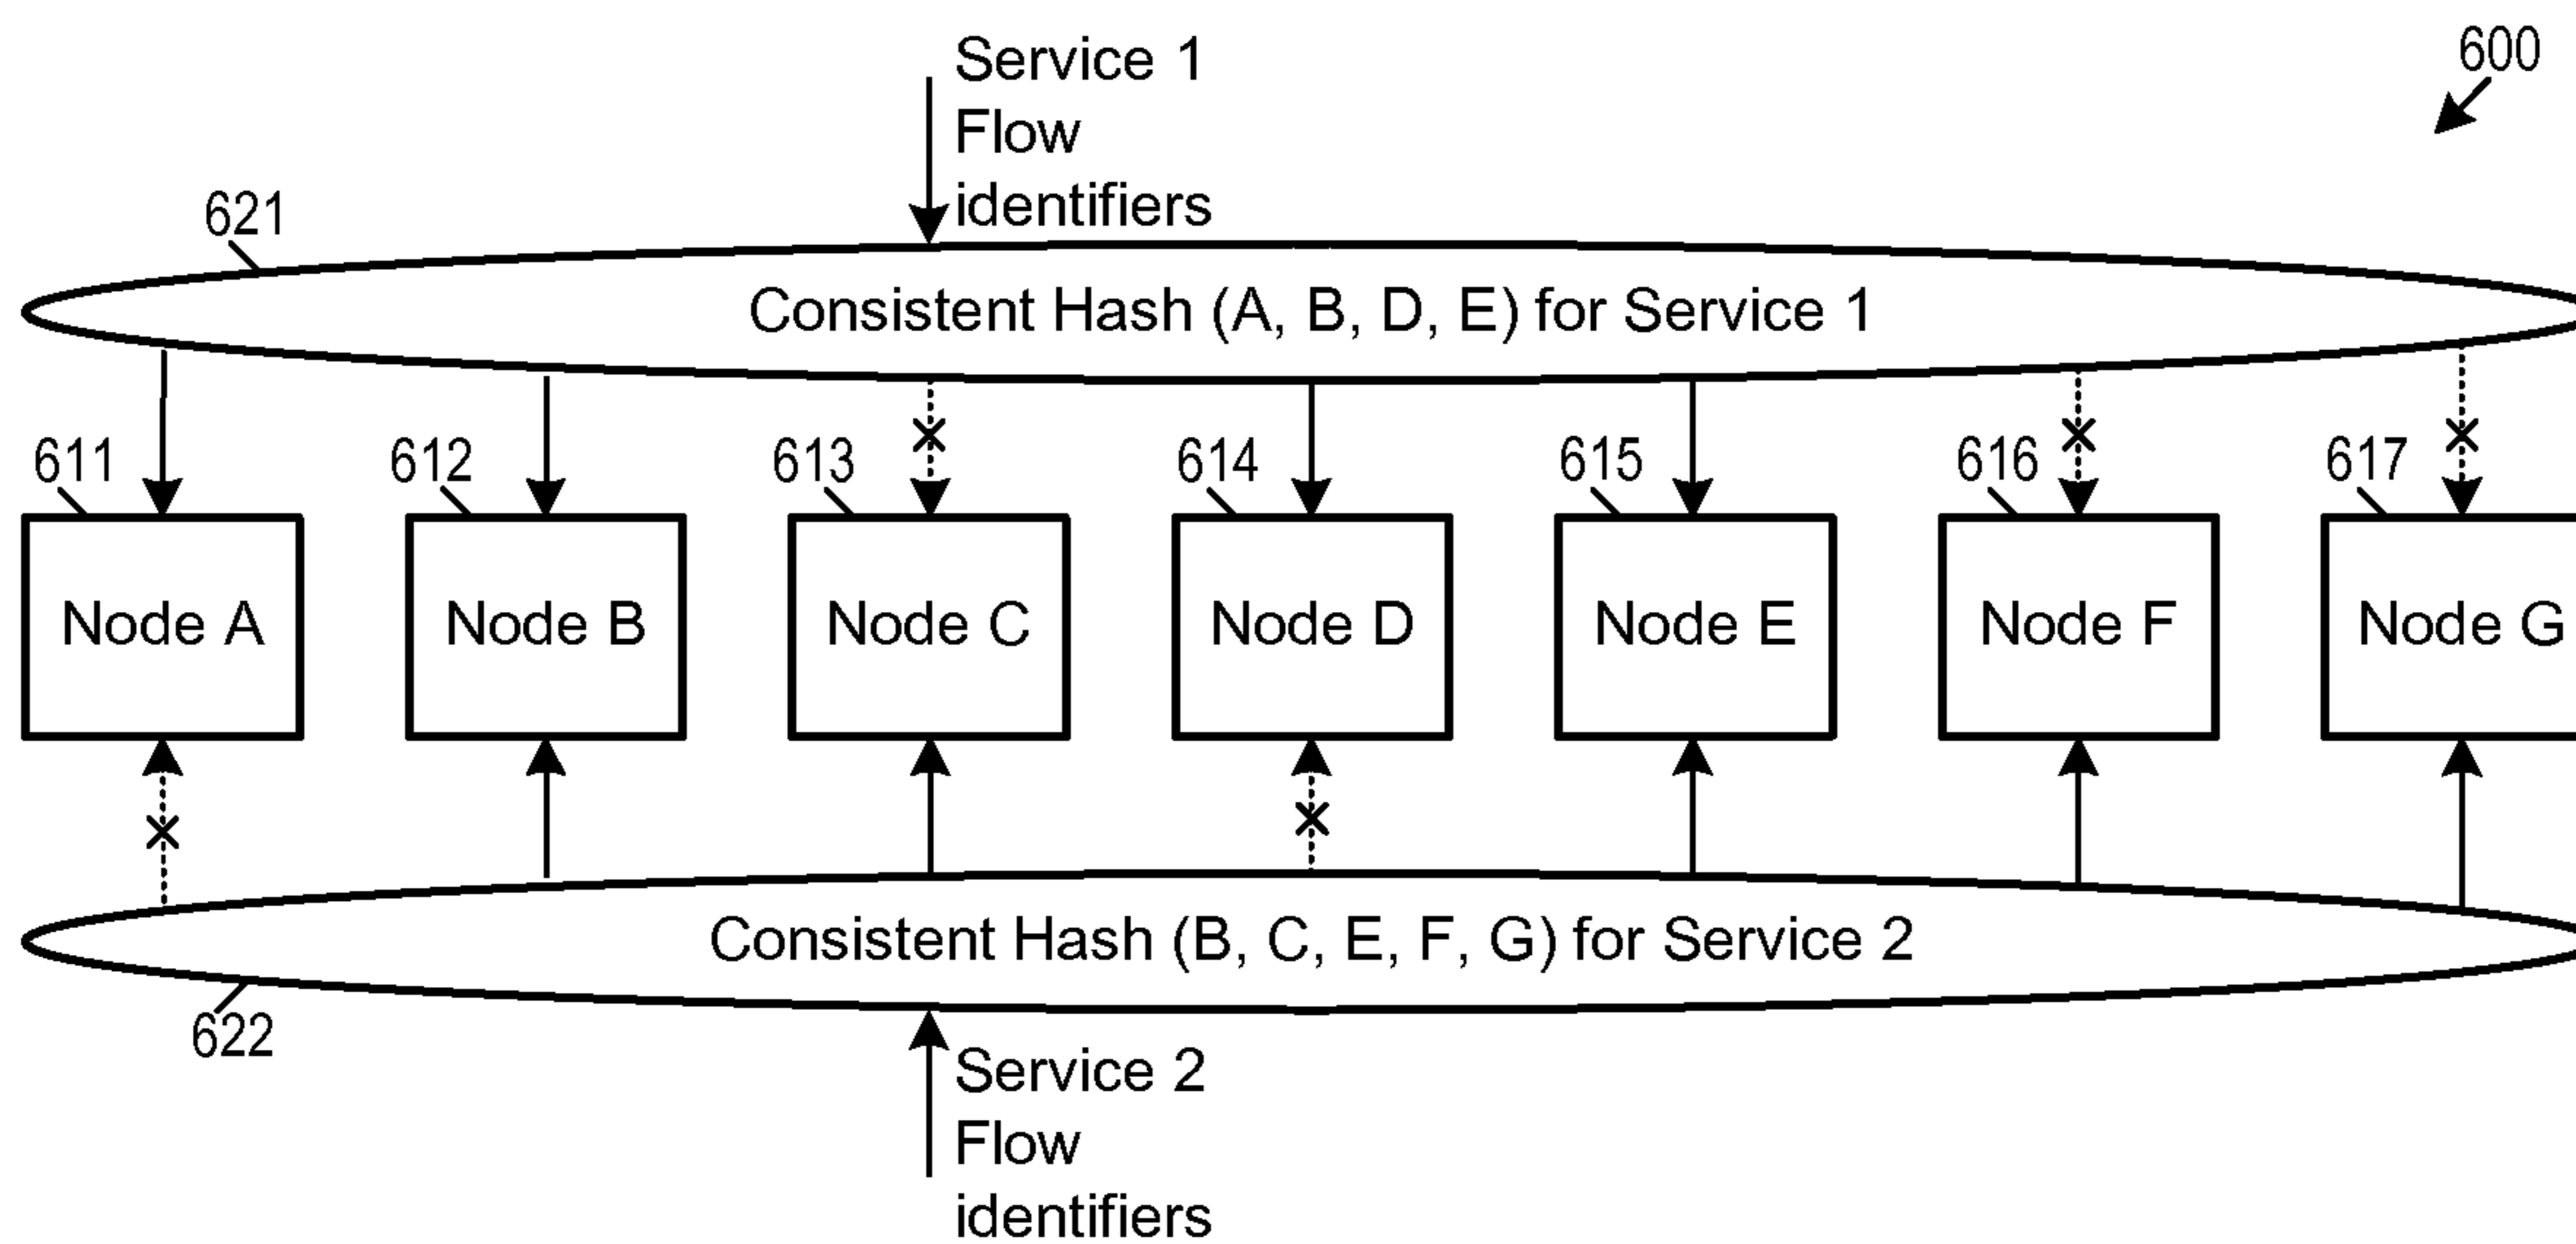 Service 1
Flow
identifiers
600
621
Consistent Hash (A, B, D, E) for Service 1
611 612 613 614 615 616 617
Node A Node B Node C Node D Node E Node F Node G
Consistent Hash (B, C, E, F, G) for Service 2
622
Service 2
Flow
identifiers